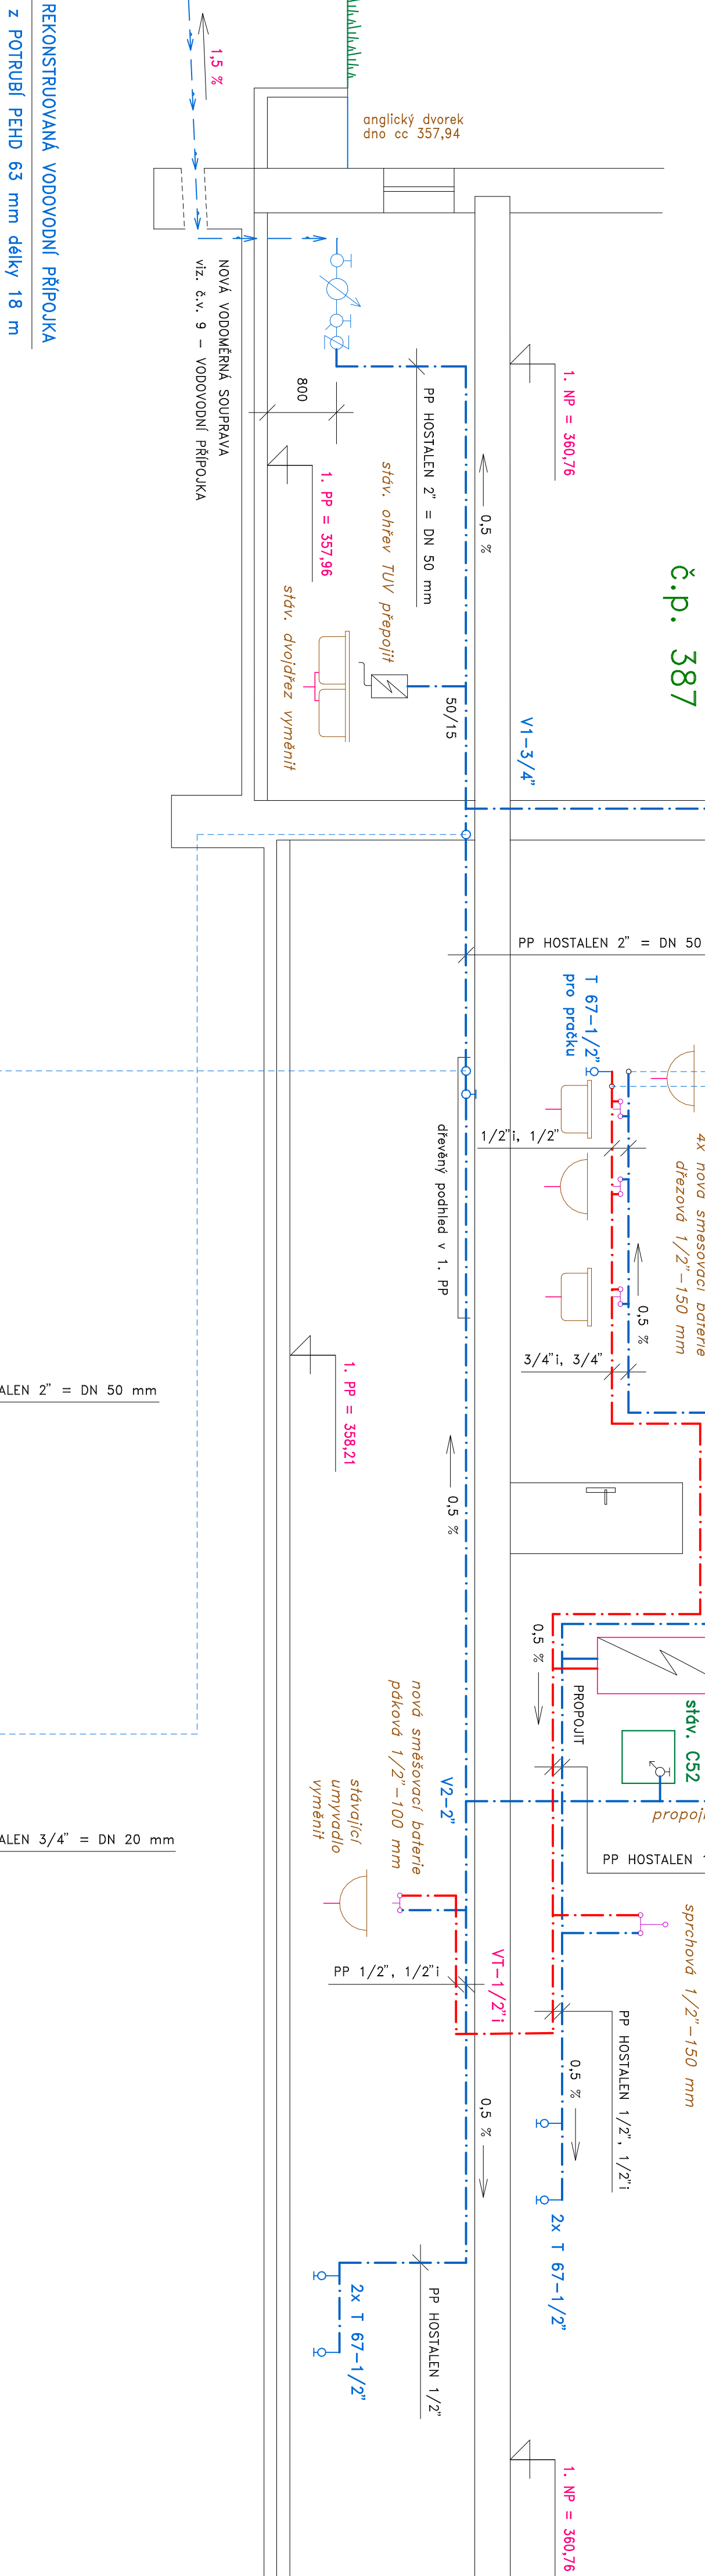 REKONSTRUOVANÁ VODOVODNÍ PŘÍPOJKA
z POTRUBÍ PEHD 63 mm délky 18 m
1,5 %
anglický dvorek
dno cc 357,94
NOVÁ VODOMĚRNÁ SOUPRAVA
viz. č.v. 9 - VODOVODNÍ PŘÍPOJKA
800
1. PP = 357,96
PP HOSTALEN 2" = DN 50 mm
0,5 %
1. NP = 360,76
č.p. 387
stáv. ohřev TUV přepojit
stáv. dvojdřez vyměnit
50/15
V1-3/4"
PP HOSTALEN 2" = DN 50
T 67-1/2"
pro pračku
1/2"i, 1/2"
4x nová směšovací baterie
dřezová 1/2"-150 mm
0,5 %
3/4"i, 3/4"
dřevěný podhled v 1. PP
1. PP = 358,21
ALEN 2" = DN 50 mm
0,5 %
0,5 %
PROPOJIT
stáv. C52
propoji
PP HOSTALEN 1
V2-2"
nová směšovací baterie
páková 1/2"-100 mm
stávající
umyvadlo
vyměnit
ALEN 3/4" = DN 20 mm
sprchová 1/2"-150 mm
PP 1/2", 1/2"i
VT-1/2"i
PP HOSTALEN 1/2", 1/2"i
0,5 %
0,5 %
2x T 67-1/2"
2x T 67-1/2"
PP HOSTALEN 1/2"
1. NP = 360,76